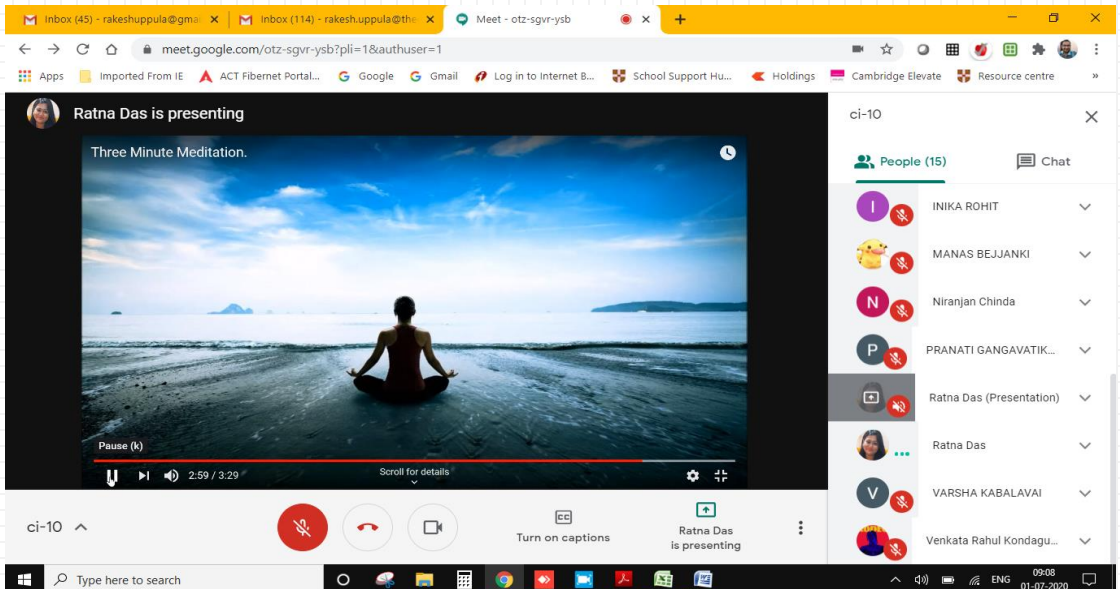 Inbox (45) - rakeshuppula@gmai
Inbox (114) - rakesh.uppula@the
Meet - otz-sgvr-ysb
meet.google.com/otz-sgvr-ysb?pli=1&authuser=1
Apps
Imported From IE
ACT Fibernet Portal...
Google
Gmail
Log in to Internet B...
School Support Hu...
Holdings
Cambridge Elevate
Resource centre
»
Ratna Das is presenting
Three Minute Meditation.
Pause (k)
2:59 / 3:29
Scroll for details
ci-10
People (15)
Chat
I
INIKA ROHIT
MANAS BEJJANKI
N
Niranjan Chinda
P
PRANATI GANGAVATIK...
Ratna Das (Presentation)
Ratna Das
V
VARSHA KABALAVAI
Venkata Rahul Kondagu...
ci-10
CC
Turn on captions
Ratna Das
is presenting
Type here to search
ENG
09:08
01-07-2020